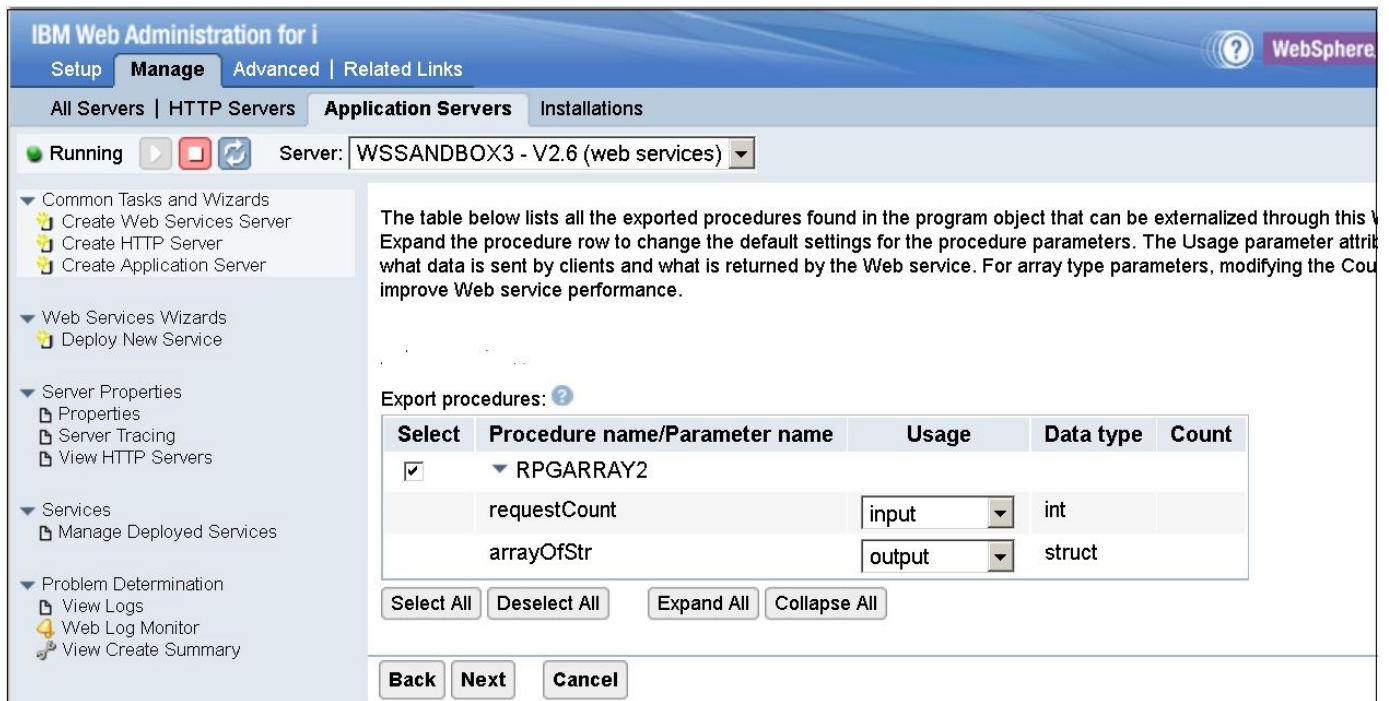 IBM Web Administration for i
Setup Manage Advanced | Related Links
WebSphere
All Servers | HTTP Servers Application Servers Installations
Running Server: WSSANDBOX3 - V2.6 (web services)
Common Tasks and Wizards
Create Web Services Server
Create HTTP Server
Create Application Server
Web Services Wizards
Deploy New Service
Server Properties
Properties
Server Tracing
View HTTP Servers
Services
Manage Deployed Services
Problem Determination
View Logs
Web Log Monitor
View Create Summary
The table below lists all the exported procedures found in the program object that can be externalized through this
Expand the procedure row to change the default settings for the procedure parameters. The Usage parameter
what data is sent by clients and what is returned by the Web service. For array type parameters, modifying the
improve Web service performance.
Export procedures: ?
Select Procedure name/Parameter name Usage Data type Count
RPGARRAY2
requestCount input int
arrayOfStr output struct
Select All Deselect All Expand All Collapse All
Back Next Cancel